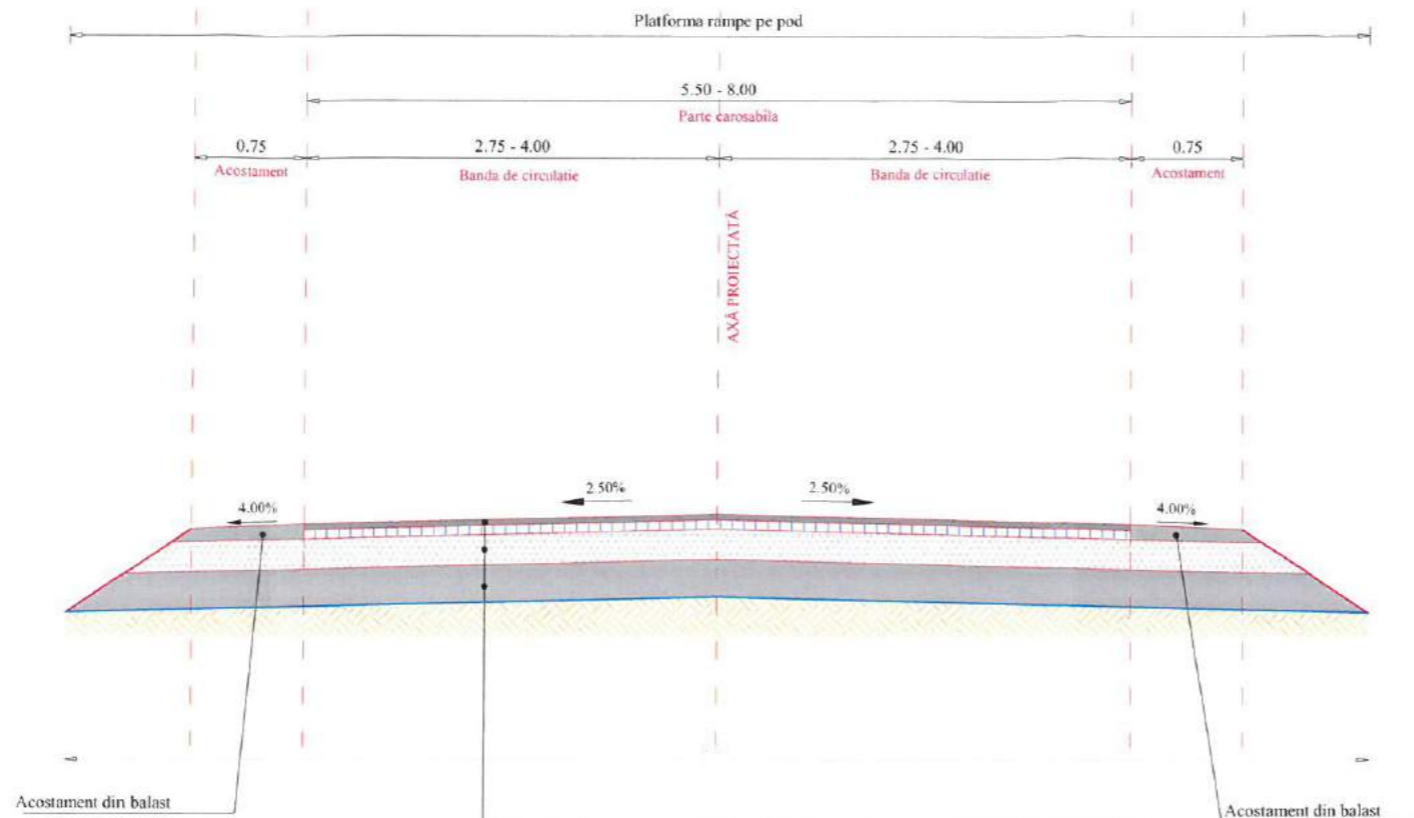 Platforma rampe pe pod
5.50 - 8.00
Parte carosabila
0.75
2.75 - 4.00
2.75 - 4.00
0.75
Acostament
Banda de circulatie
Banda de circulatie
Acostament
AXĂ PROIECTATĂ
4.00%
2.50%
2.50%
4.00%
Acostament din balast
Acostament din balast